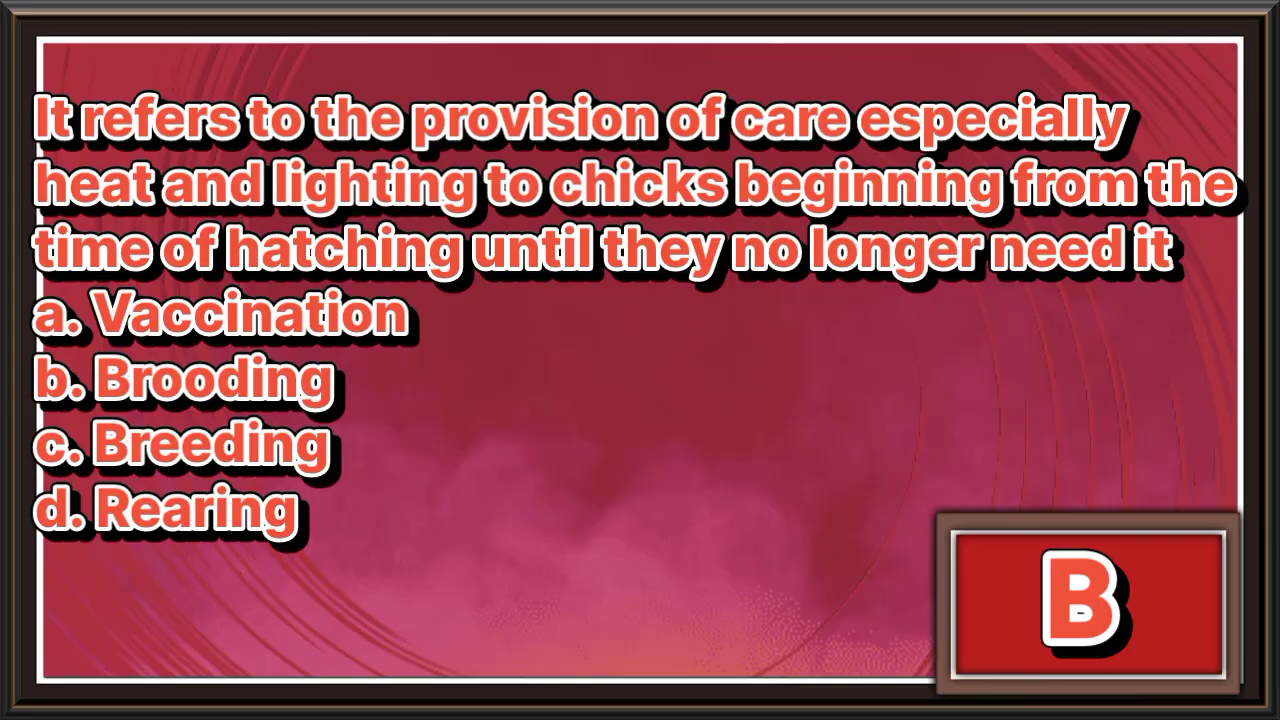 It refers to the provision of care especially
heat and lighting to chicks beginning from the
time of hatching until they no longer need it
a. Vaccination
b. Brooding
c. Breeding
d. Rearing
B